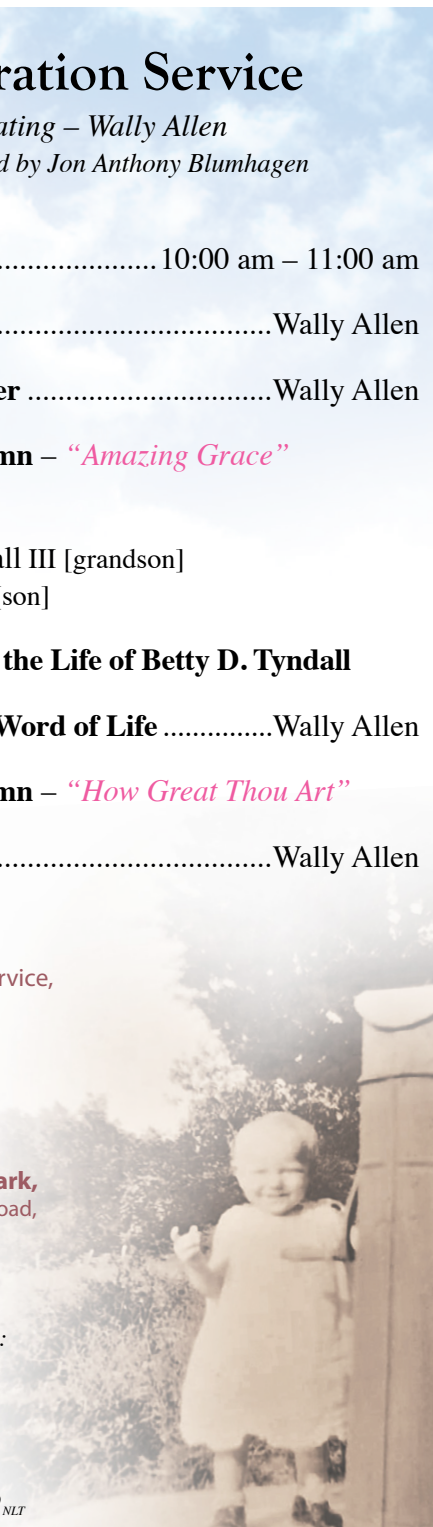 ration Service
ating – Wally Allen
d by Jon Anthony Blumhagen
.....................10:00 am – 11:00 am
....................................Wally Allen
er ................................Wally Allen
mn – “Amazing Grace”
all III [grandson]
[son]
the Life of Betty D. Tyndall
Word of Life ..............Wally Allen
mn – “How Great Thou Art”
....................................Wally Allen
rvice,
ark,
oad,
:
) NLT